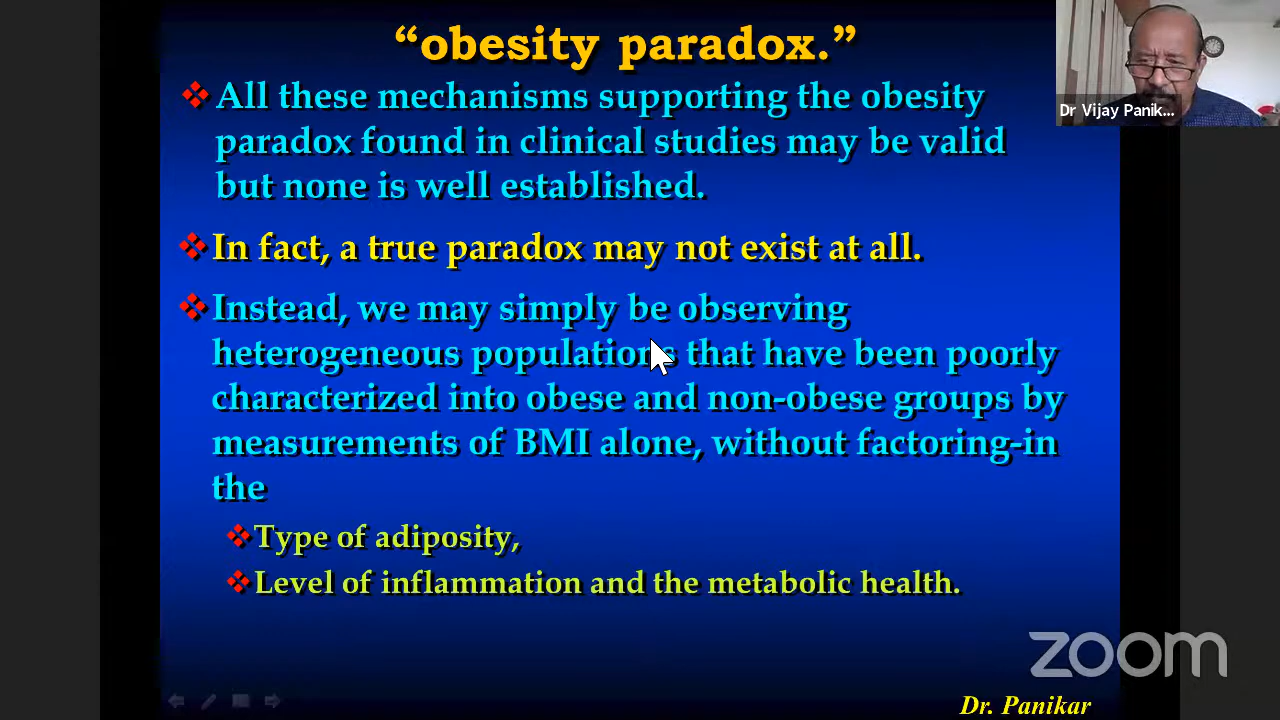 “obesity paradox.”
All these mechanisms supporting the obesity
paradox found in clinical studies may be valid
but none is well established.
In fact, a true paradox may not exist at all.
Instead, we may simply be observing
heterogeneous populations that have been poorly
characterized into obese and non-obese groups by
measurements of BMI alone, without factoring-in
the
Type of adiposity,
Level of inflammation and the metabolic health.
Dr Vijay Panik...
zoom
Dr. Panikar